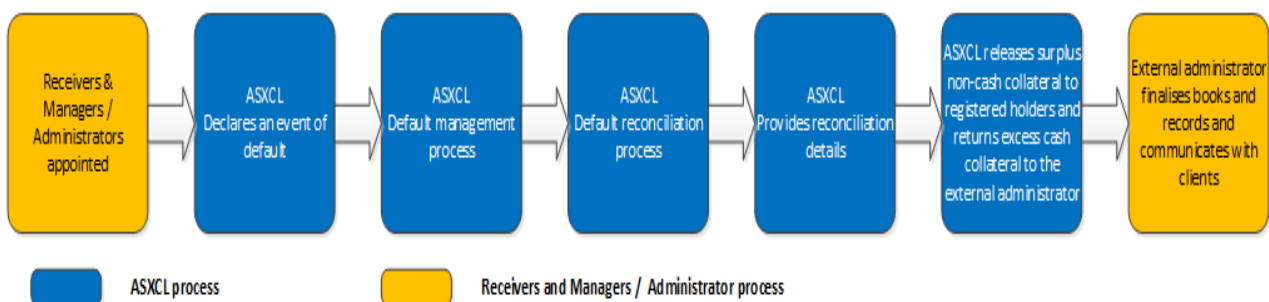 Receivers &
Managers /
Administrators
appointed
ASXCL
Declares an event of
default
ASXCL
Default management
process
ASXCL
Default reconciliation
process
ASXCL
Provides reconciliation
details
ASXCL releases surplus
non-cash collateral to
registered holders and
returns excess cash
collateral to the
external administrator
External administrator
finalises books and
records and
communicates with
clients
ASXCL process
Receivers and Managers / Administrator process